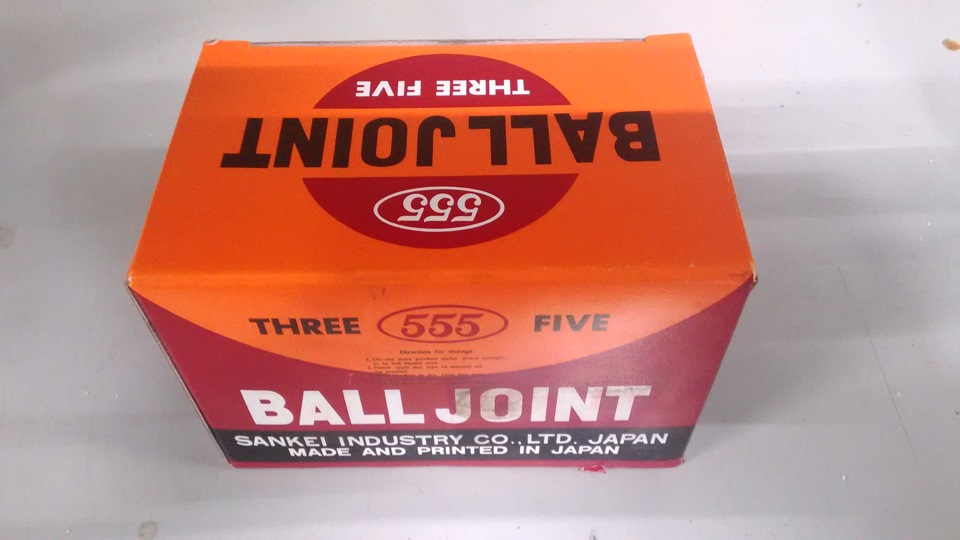 THREE FIVE
BALL JOINT
555
THREE 555 FIVE
Direction for storage
BALL JOINT
SANKEI INDUSTRY CO., LTD. JAPAN
MADE AND PRINTED IN JAPAN